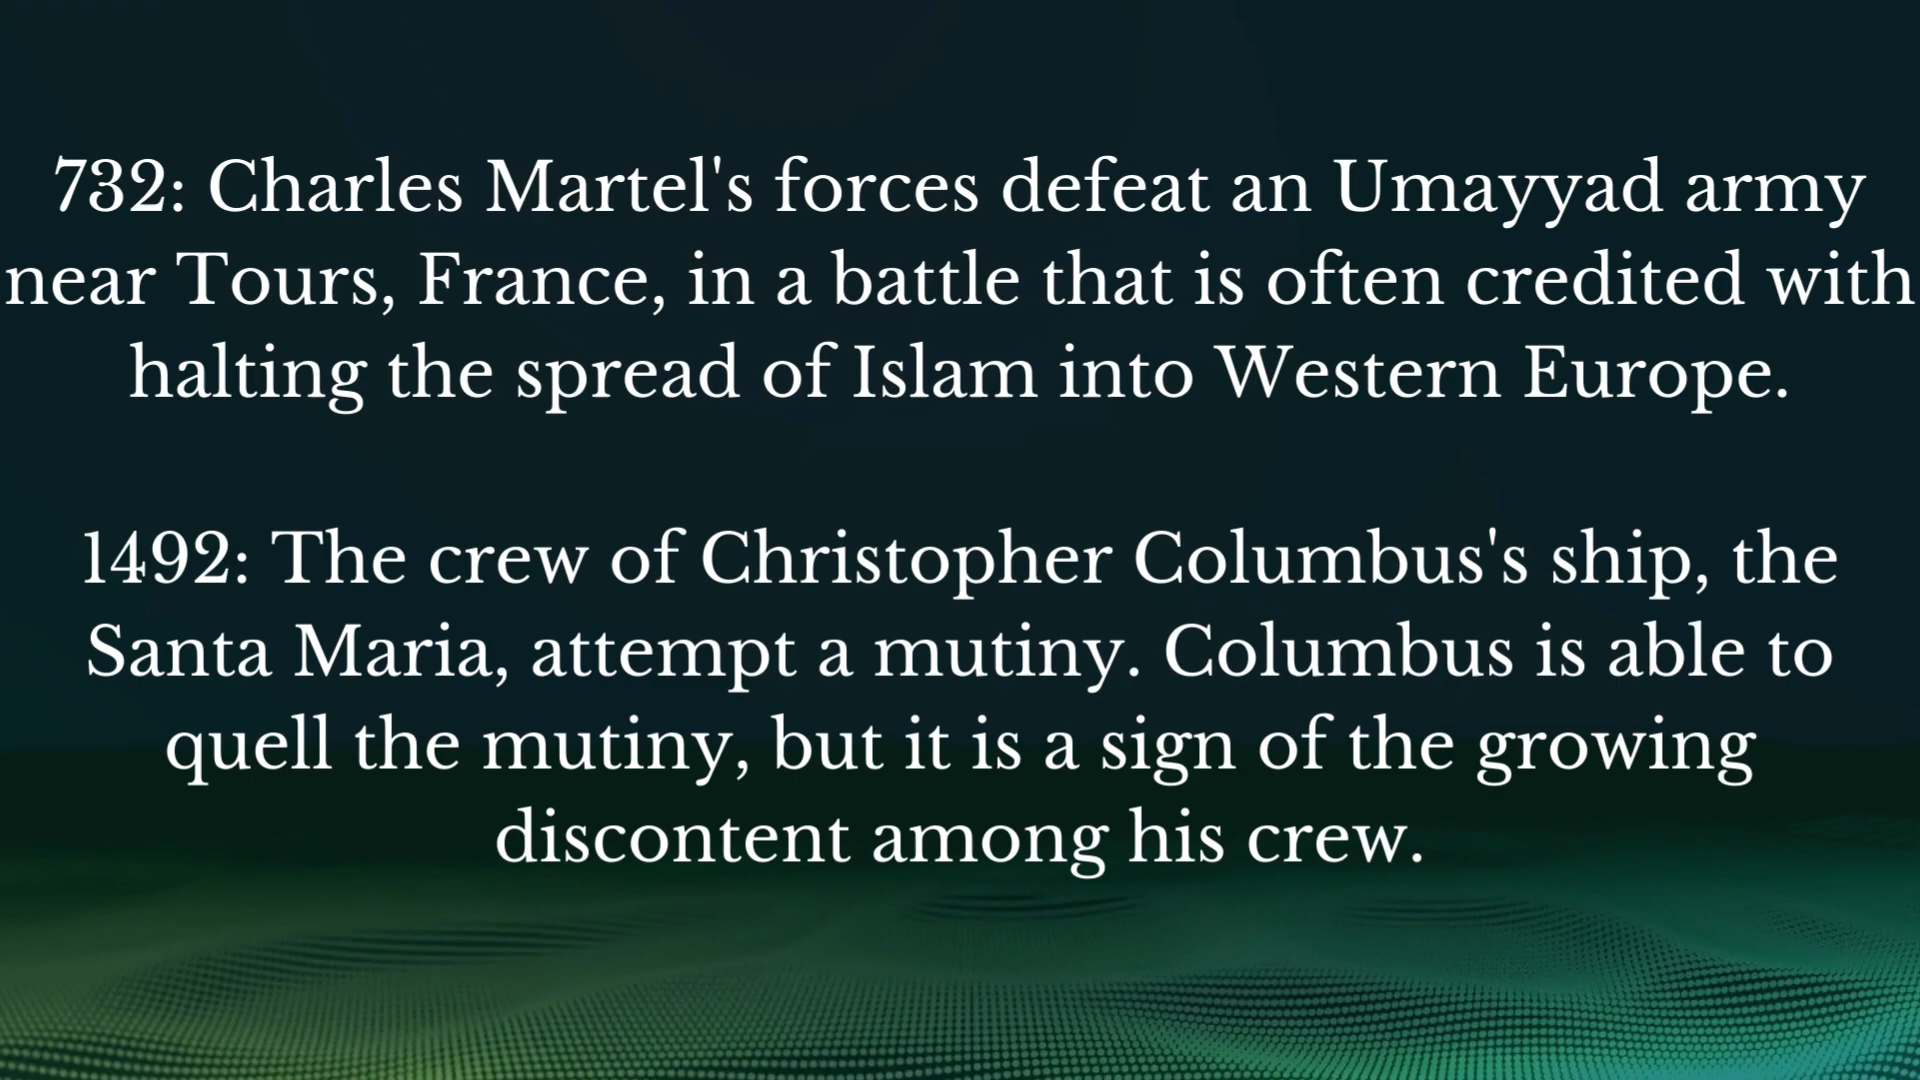 732: Charles Martel's forces defeat an Umayyad army
near Tours, France, in a battle that is often credited with
halting the spread of Islam into Western Europe.
1492: The crew of Christopher Columbus's ship, the
Santa Maria, attempt a mutiny. Columbus is able to
quell the mutiny, but it is a sign of the growing
discontent among his crew.